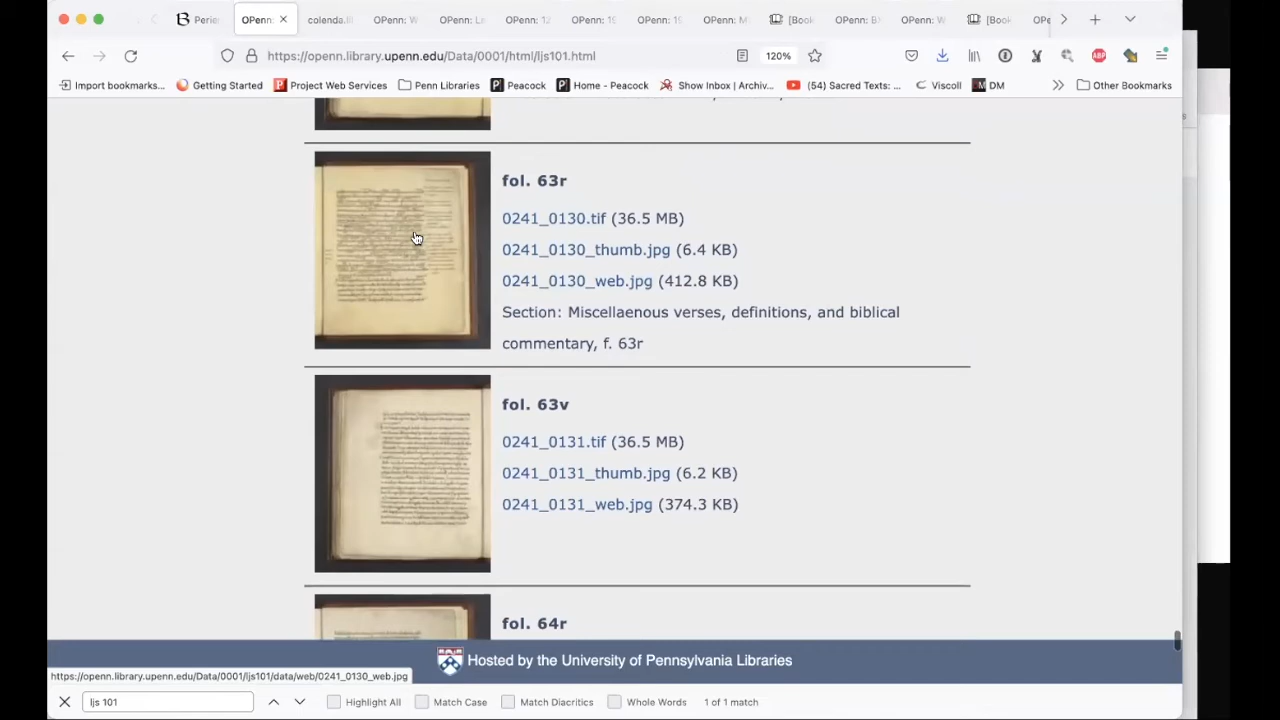 Perie
OPenn:
colenda.li
OPenn: W
OPenn: Le
OPenn: 12
OPenn: 19
OPenn: 19
OPenn: M
[Book
OPenn: B
OPenn: W
[Book
OPe
https://openn.library.upenn.edu/Data/0001/html/ljs101.html
120%
Import bookmarks...
Getting Started
Project Web Services
Penn Libraries
Peacock
Home - Peacock
Show Inbox | Archiv...
(54) Sacred Texts: ...
Viscoll
DM
Other Bookmarks
fol. 63r
0241_0130.tif (36.5 MB)
0241_0130_thumb.jpg (6.4 KB)
0241_0130_web.jpg (412.8 KB)
Section: Miscellaenous verses, definitions, and biblical
commentary, f. 63r
fol. 63v
0241_0131.tif (36.5 MB)
0241_0131_thumb.jpg (6.2 KB)
0241_0131_web.jpg (374.3 KB)
fol. 64r
Hosted by the University of Pennsylvania Libraries
https://openn.library.upenn.edu/Data/0001/ljs101/data/web/0241_0130_web.jpg
ljs 101
Highlight All
Match Case
Match Diacritics
Whole Words
1 of 1 match